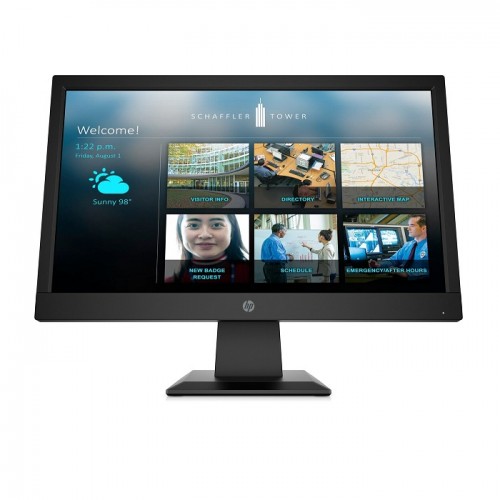 SCHAFFLER TOWER
Welcome!
1:22 p.m.
Friday, August 3
Sunny 98°
VISITOR INFO
DIRECTORY
INTERACTIVE MAP
NEW BADGE
REQUEST
SCHEDULE
EMERGENCY/AFTER HOURS
hp